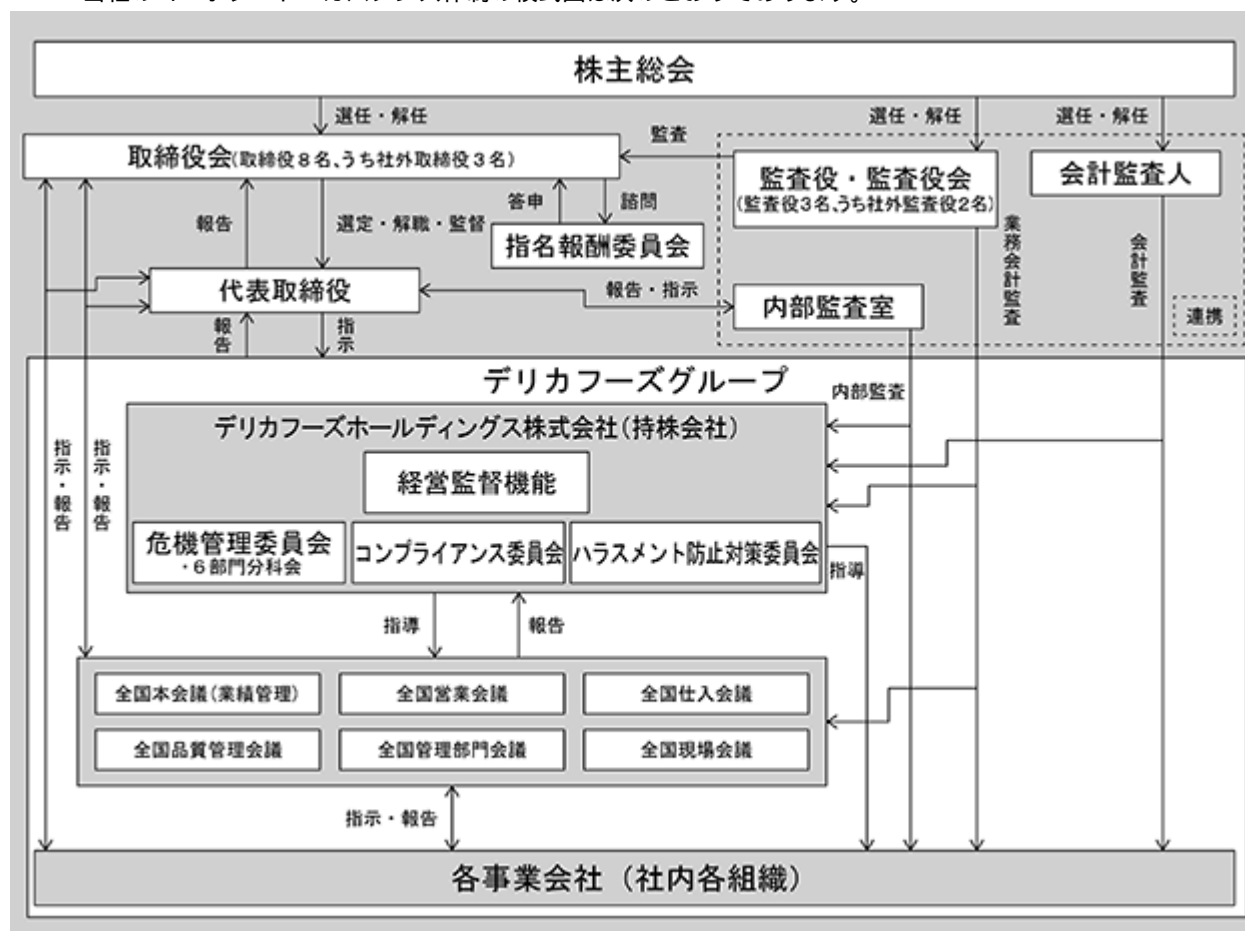 株主総会
選任・解任
選任・解任
選任・解任
取締役会(取締役8名、うち社外取締役3名)
監査
監査役・監査役会
(監査役3名、うち社外監査役2名)
会計監査人
報告
選定・解職・監督
答申
諮問
指名報酬委員会
業務会計監査
会計監査
代表取締役
報告・指示
内部監査室
連携
報告
指示
デリカフーズグループ
内部監査
デリカフーズホールディングス株式会社(持株会社)
経営監督機能
指示・報告
指示・報告
危機管理委員会
・6部門分科会
コンプライアンス委員会
ハラスメント防止対策委員会
指導
指導
報告
全国本会議(業績管理)
全国営業会議
全国仕入会議
全国品質管理会議
全国管理部門会議
全国現場会議
指示・報告
各事業会社(社内各組織)